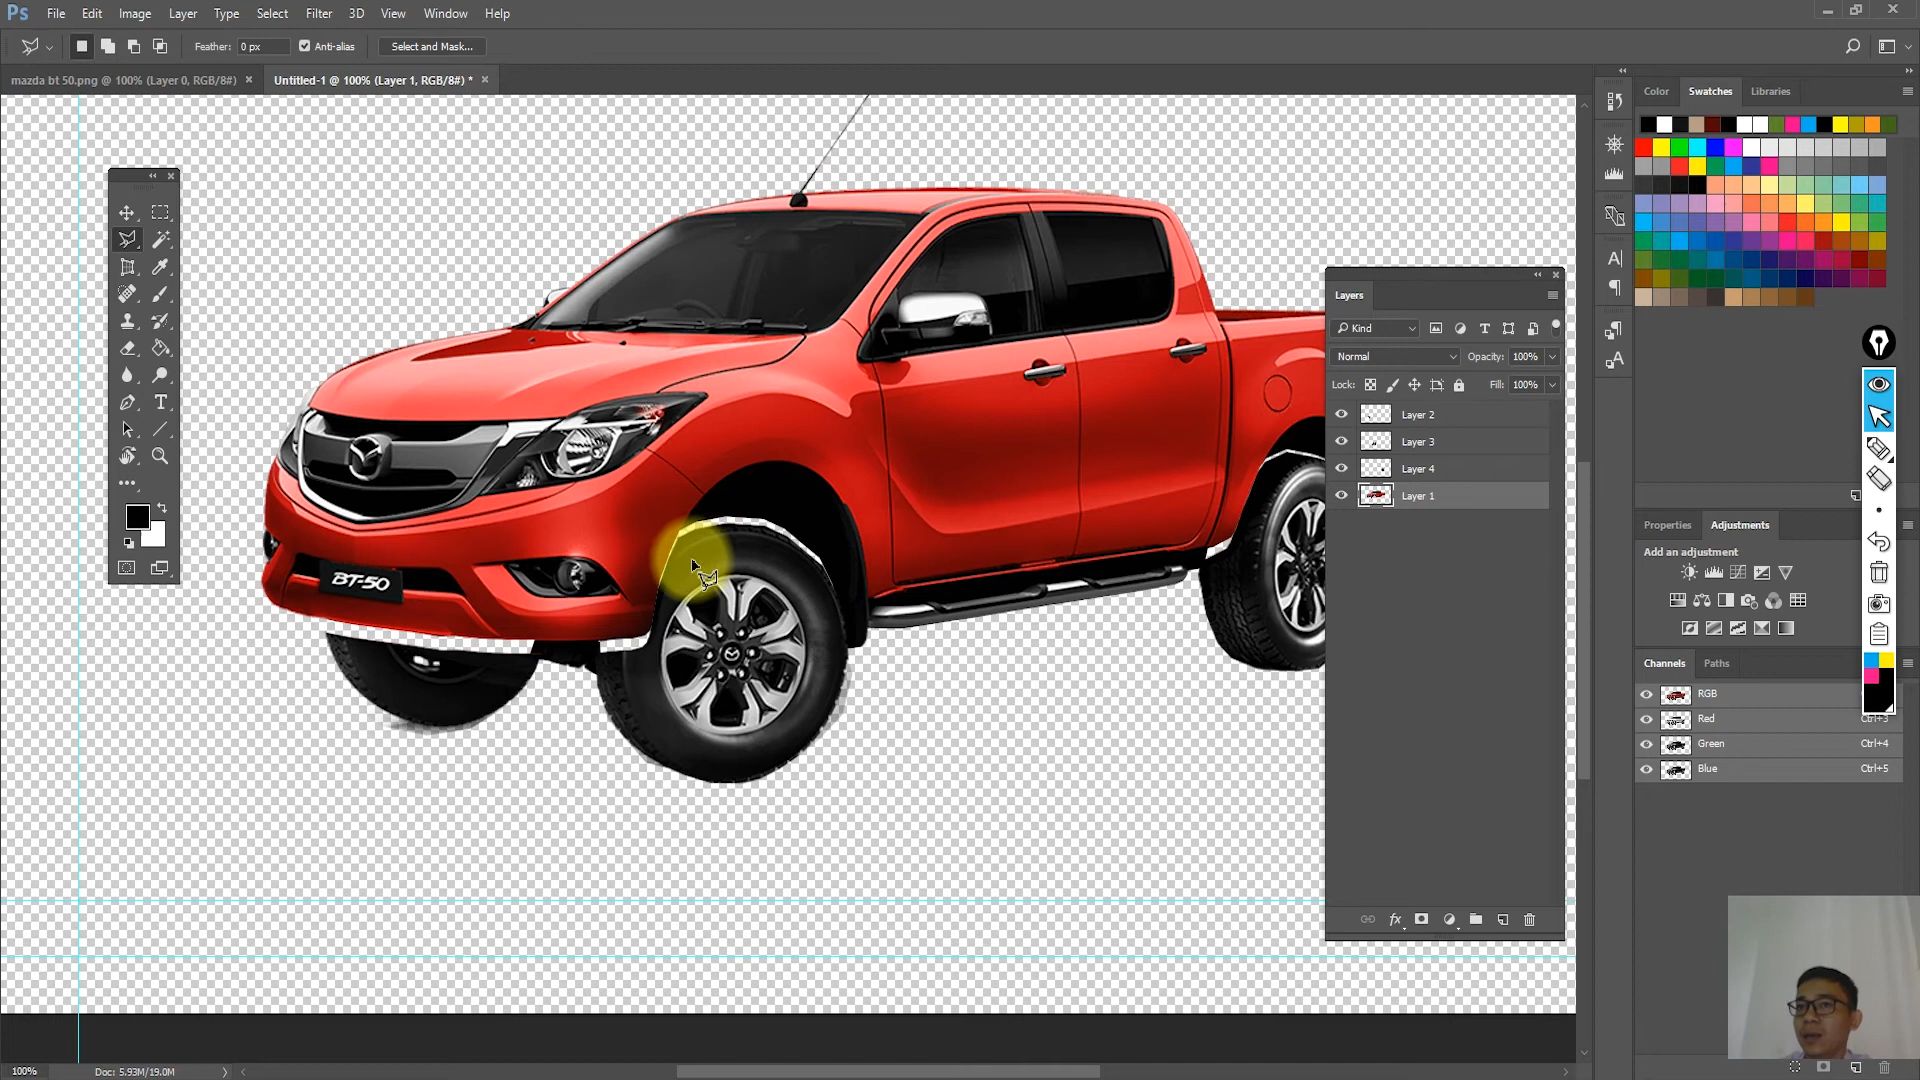 Ps File Edit Image Layer Type Select Filter 3D View Window Help
Feather: 0 px Anti-alias Select and Mask...
mazda bt 50.png @ 100% (Layer 0, RGB/8#) × Untitled-1 @ 100% (Layer 1, RGB/8#) * ×
Color Swatches Libraries
Layers
Kind
Normal Opacity: 100%
Lock: Fill: 100%
Layer 2
Layer 3
Layer 4
Layer 1
BT-50
Properties Adjustments
Add an adjustment
Channels Paths
RGB
Red Ctrl+3
Green Ctrl+4
Blue Ctrl+5
100% Doc: 5.93M/19.0M